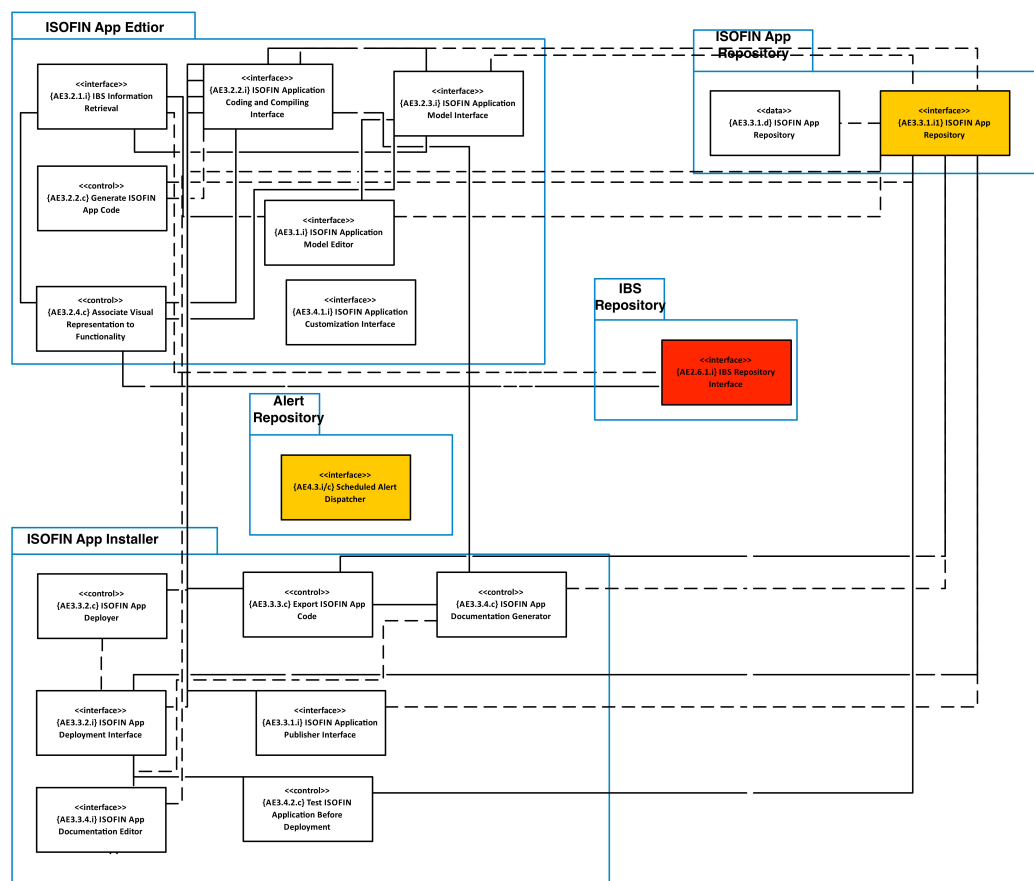 ISOFIN App Edtior
<<interface>>
{AE3.2.1.i} IBS Information
Retrieval
<<interface>>
{AE3.2.2.i} ISOFIN Application
Coding and Compiling
Interface
<<interface>>
{AE3.2.3.i} ISOFIN Application
Model Interface
<<control>>
{AE3.2.2.c} Generate ISOFIN
App Code
<<interface>>
{AE3.1.i} ISOFIN Application
Model Editor
<<control>>
{AE3.2.4.c} Associate Visual
Representation to
Functionality
<<interface>>
{AE3.4.1.i} ISOFIN Application
Customization Interface
ISOFIN App
Repository
<<data>>
{AE3.3.1.d} ISOFIN App
Repository
<<interface>>
{AE3.3.1.i1} ISOFIN App
Repository
IBS
Repository
<<interface>>
{AE2.6.1.i} IBS Repository
Interface
Alert
Repository
<<interface>>
{AE4.3.i/c} Scheduled Alert
Dispatcher
ISOFIN App Installer
<<control>>
{AE3.3.2.c} ISOFIN App
Deployer
<<control>>
{AE3.3.3.c} Export ISOFIN App
Code
<<control>>
{AE3.3.4.c} ISOFIN App
Documentation Generator
<<interface>>
{AE3.3.2.i} ISOFIN App
Deployment Interface
<<interface>>
{AE3.3.1.i} ISOFIN Application
Publisher Interface
<<interface>>
{AE3.3.4.i} ISOFIN App
Documentation Editor
<<control>>
{AE3.4.2.c} Test ISOFIN
Application Before
Deployment